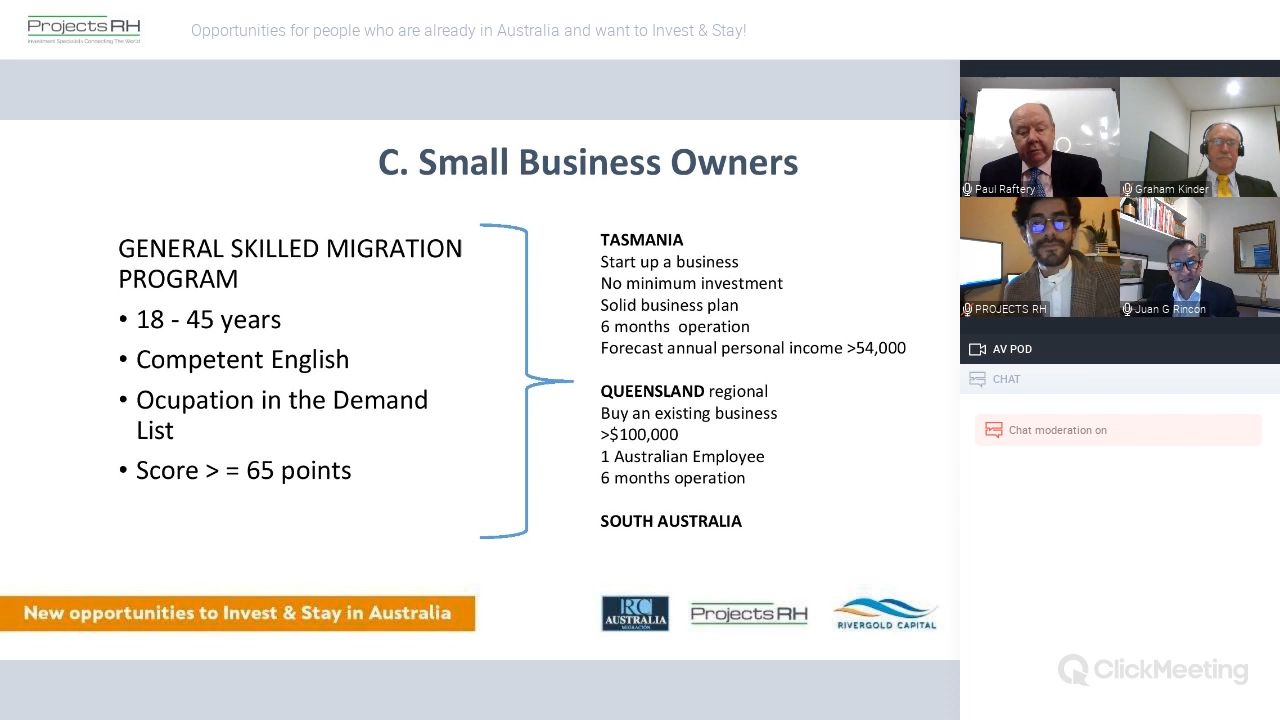 ProjectsRH
Investment Specialists Connecting The World
Opportunities for people who are already in Australia and want to Invest & Stay!
C. Small Business Owners
GENERAL SKILLED MIGRATION
PROGRAM
• 18 - 45 years
• Competent English
• Ocupation in the Demand
List
• Score > = 65 points
TASMANIA
Start up a business
No minimum investment
Solid business plan
6 months  operation
Forecast annual personal income >54,000
QUEENSLAND regional
Buy an existing business
>$100,000
1 Australian Employee
6 months operation
SOUTH AUSTRALIA
New opportunities to Invest & Stay in Australia
RC
AUSTRALIA
MIGRACIÓN
ProjectsRH
RIVERGOLD CAPITAL
Paul Raftery
Graham Kinder
PROJECTS RH
Juan G Rincon
AV POD
CHAT
Chat moderation on
ClickMeeting